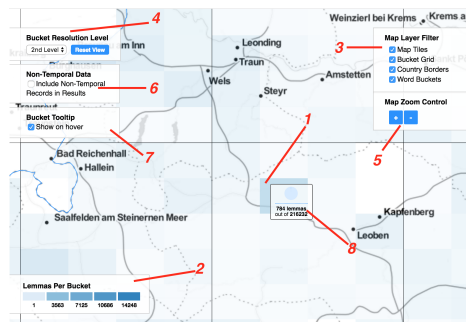 4
Bucket Resolution Level
2nd Level
Reset View
am Inn
Non-Temporal Data
Include Non-Temporal
Records in Results
6
Bucket Tooltip
Show on hover
7
Weinzierl bei Krems
Krems a
3
Map Layer Filter
Map Tiles
Bucket Grid
Country Borders
Word Buckets
Map Zoom Control
+ -
5
Leonding
Traun
Wels
Steyr
Amstetten
1
Bad Reichenhall
Hallein
Saalfelden am Steinernen Meer
784 lemmas
out of 216232
8
Kapfenberg
Leoben
2
Lemmas Per Bucket
1 3563 7125 10686 14248